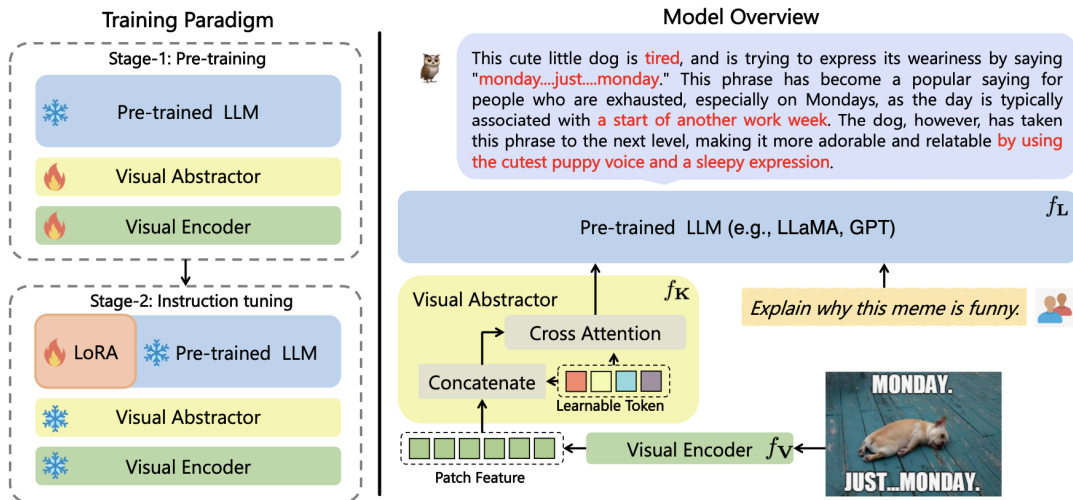 Training Paradigm
Stage-1: Pre-training
Pre-trained LLM
Visual Abstractor
Visual Encoder
Stage-2: Instruction tuning
LoRA
Pre-trained LLM
Visual Abstractor
Visual Encoder
Model Overview
This cute little dog is tired, and is trying to express its weariness by saying
"monday....just....monday." This phrase has become a popular saying for
people who are exhausted, especially on Mondays, as the day is typically
associated with a start of another work week. The dog, however, has taken
this phrase to the next level, making it more adorable and relatable by using
the cutest puppy voice and a sleepy expression.
f_L
Pre-trained LLM (e.g., LLaMA, GPT)
Visual Abstractor
f_K
Cross Attention
Concatenate
Learnable Token
Explain why this meme is funny.
Patch Feature
Visual Encoder f_V
MONDAY.
JUST...MONDAY.